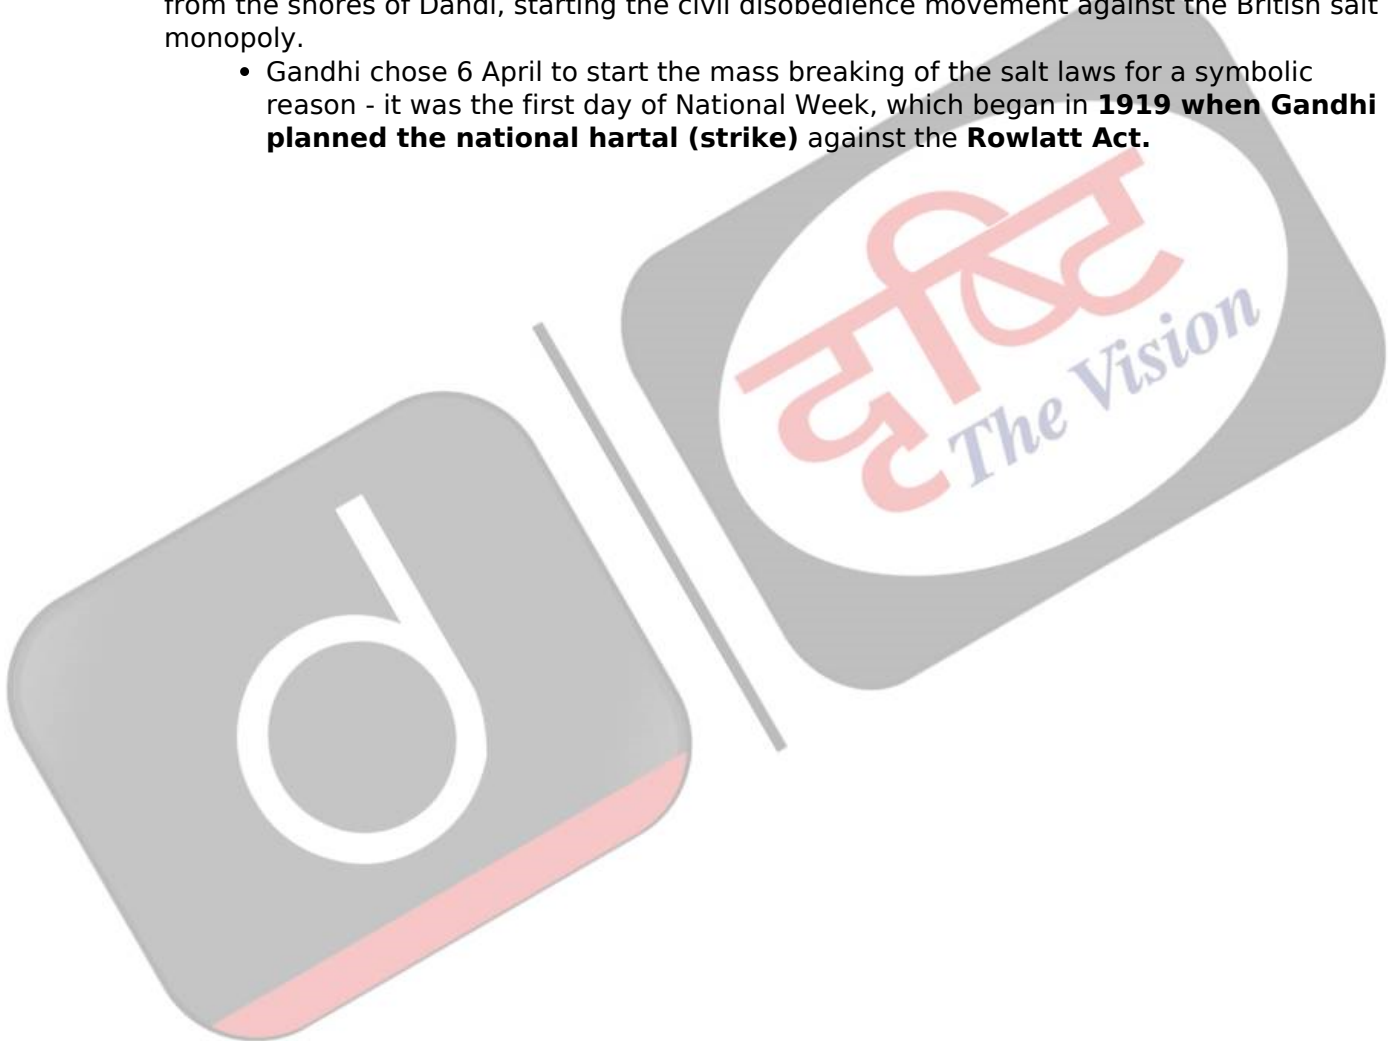 from the shores of Dandi, starting the civil disobedience movement against the British salt
monopoly.
• Gandhi chose 6 April to start the mass breaking of the salt laws for a symbolic
reason - it was the first day of National Week, which began in 1919 when Gandhi
planned the national hartal (strike) against the Rowlatt Act.
दृष्टि
The Vision
d